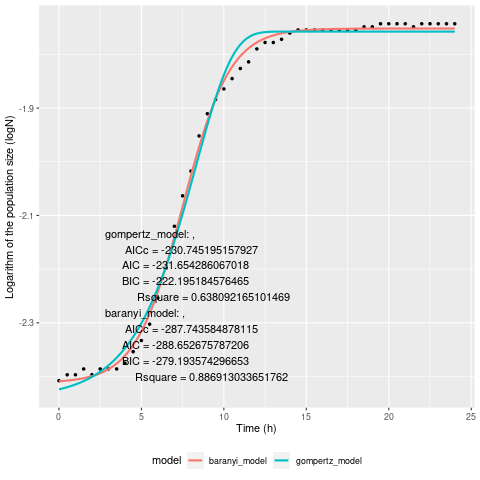 -1.9
-2.1
-2.3
Logarithm of the population size (logN)
gompertz_model: ,
AICc = -230.745195157927
AIC = -231.654286067018
BIC = -222.195184576465
Rsquare = 0.638092165101469
baranyi_model: ,
AICc = -287.743584878115
AIC = -288.652675787206
BIC = -279.193574296653
Rsquare = 0.886913033651762
0 5 10 15 20 25
Time (h)
model baranyi_model gompertz_model